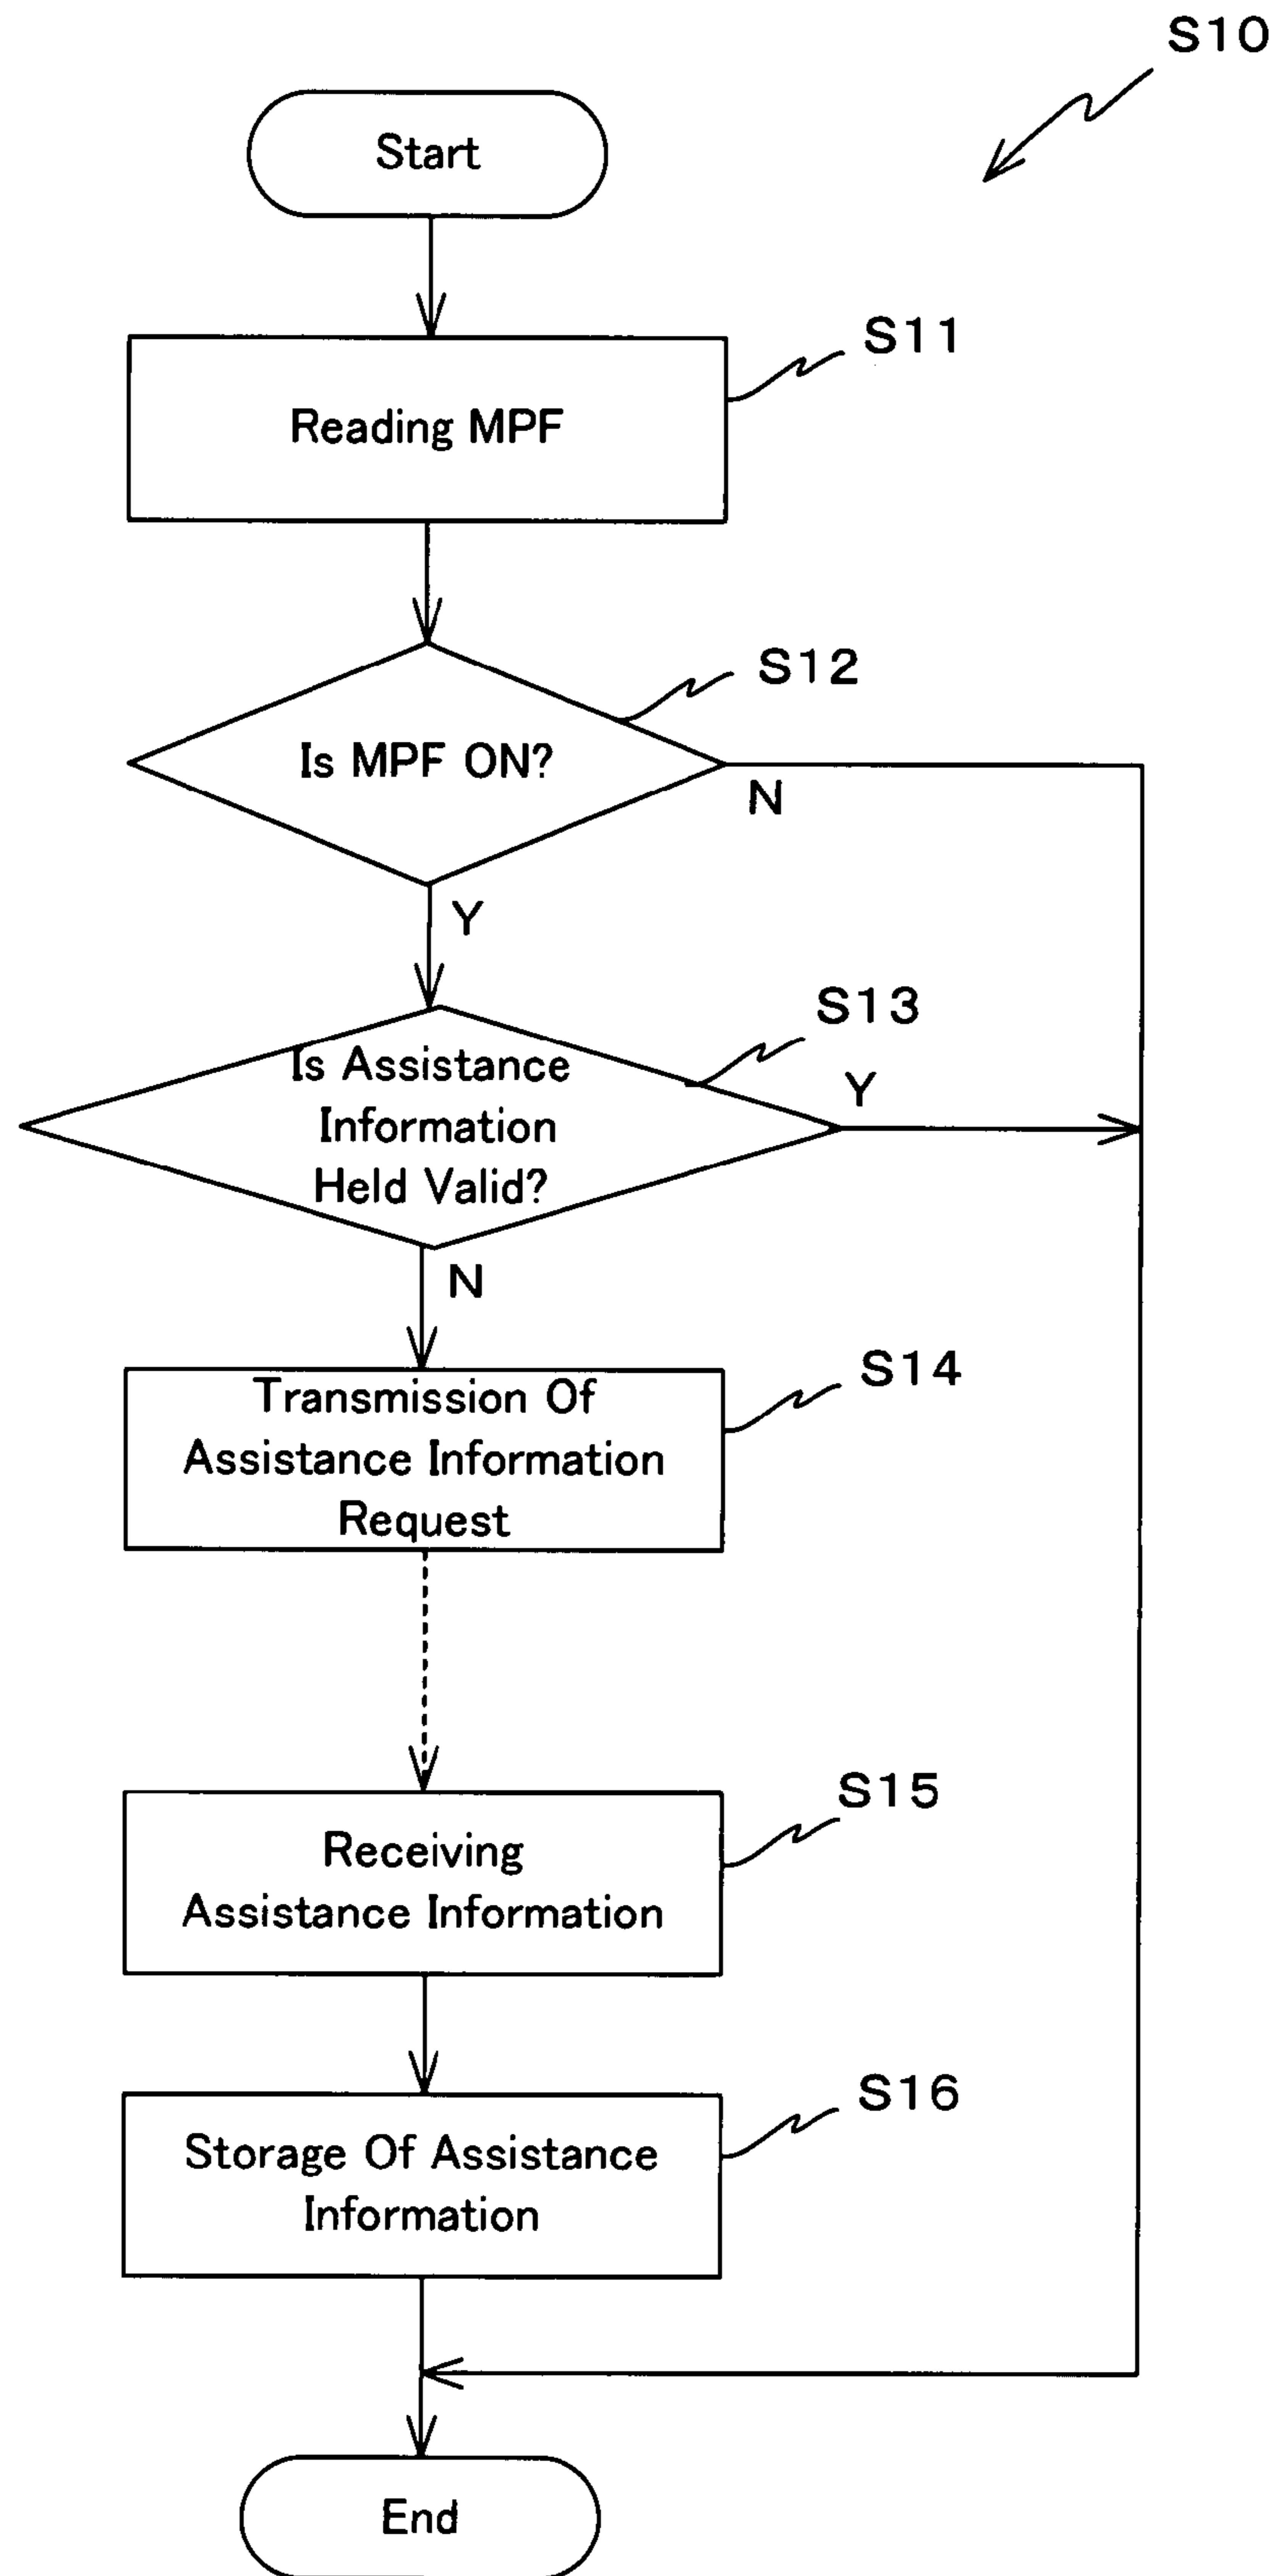 S10
Start
S11
Reading MPF
S12
Is MPF ON?
N
Y
S13
Is Assistance
Information
Held Valid?
Y
N
S14
Transmission Of
Assistance Information
Request
S15
Receiving
Assistance Information
S16
Storage Of Assistance
Information
End